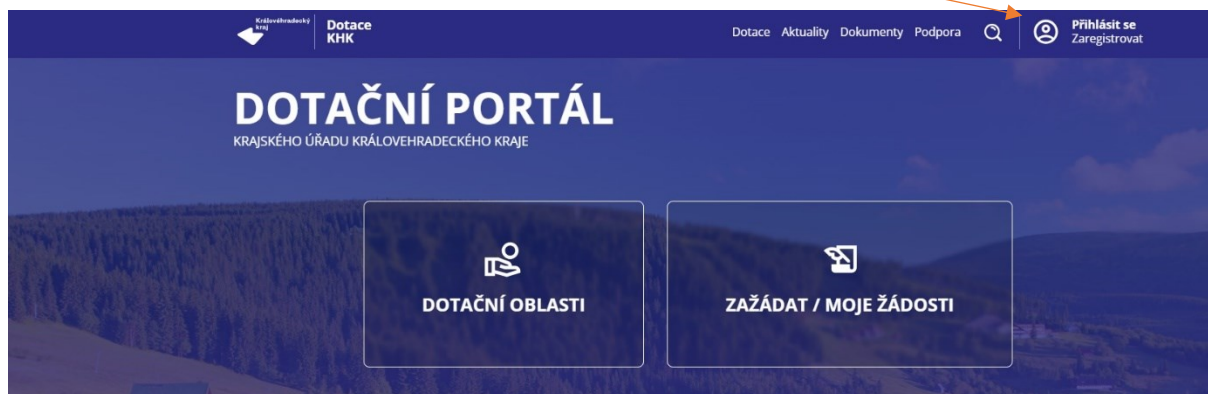 Královéhradecký
kraj
Dotace
KHK
Dotace Aktuality Dokumenty Podpora
Přihlásit se
Zaregistrovat
DOTAČNÍ PORTÁL
KRAJSKÉHO ÚŘADU KRÁLOVEHRADECKÉHO KRAJE
DOTAČNÍ OBLASTI
ZAŽÁDAT / MOJE ŽÁDOSTI